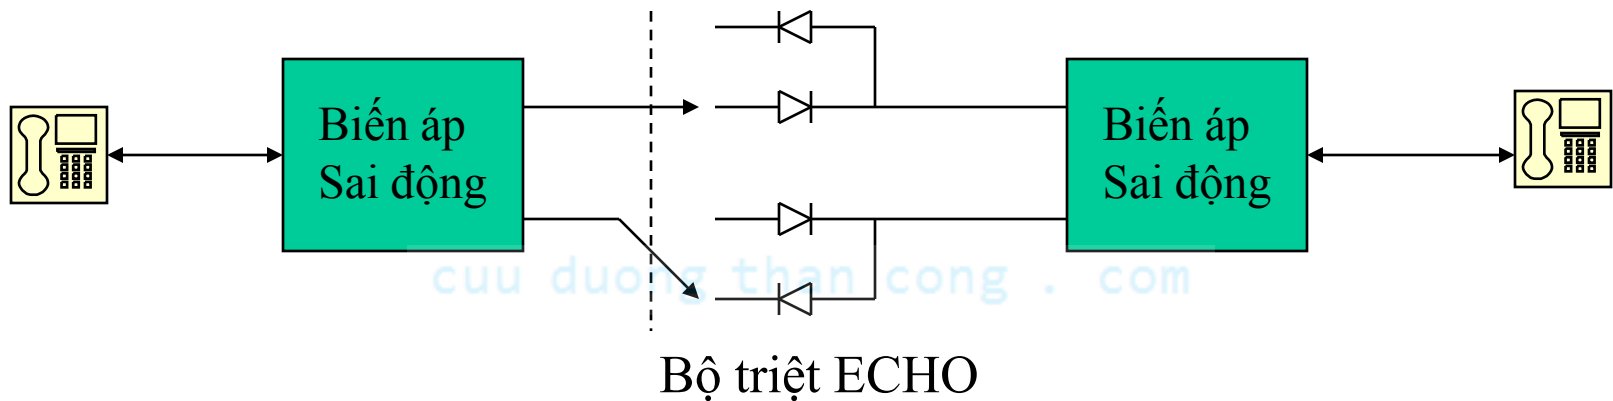 Biến áp
Sai động
Biến áp
Sai động
cuu duong than cong . com
Bộ triệt ECHO